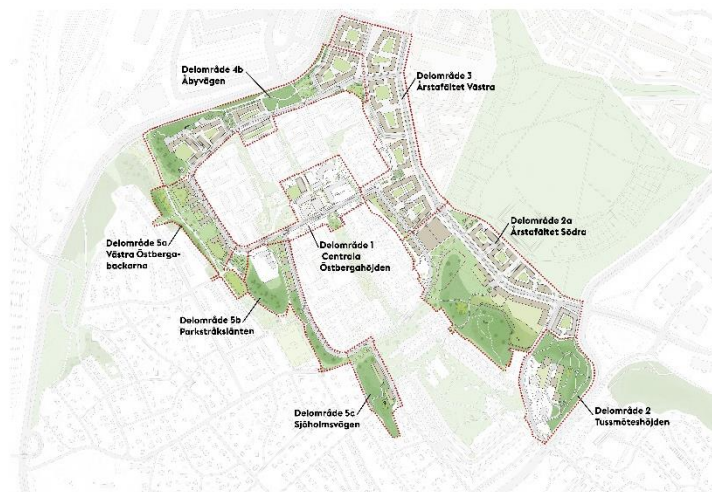 Delområde 4b
Åbyvägen
Delområde 3
Årstafältet Västra
Delområde 2a
Årstafältet Södra
Delområde 5a
Västra Östberga-
backarna
Delområde 1
Centrala
Östbergahöjden
Delområde 5b
Parkstråkslänten
Delområde 5c
Sjöholmsvägen
Delområde 2
Tussmöteshöjden